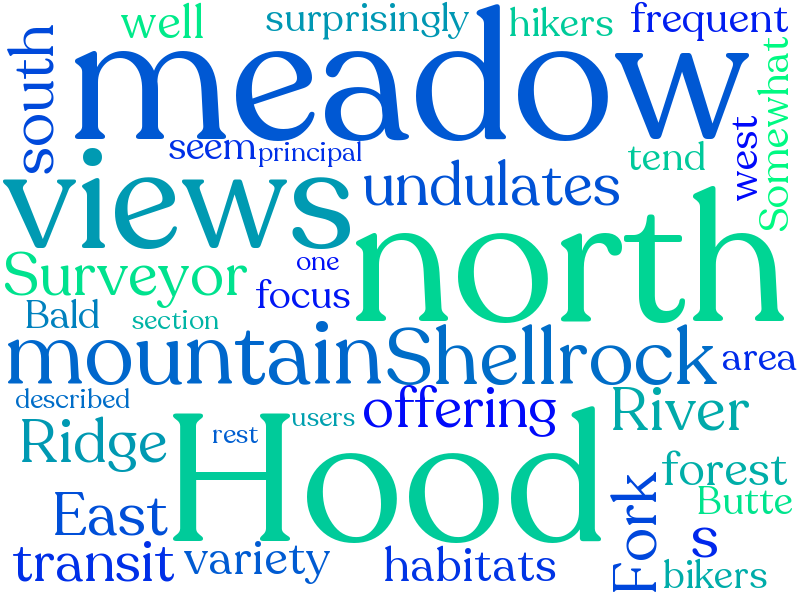 well
surprisingly
hikers
frequent
south
meadow
Somewhat
seem
principal
tend
west
views
undulates
north
Surveyor
one
focus
Bald
section
mountain
Shellrock
area
described
offering
River
Ridge
rest
users
Hood
forest
East
Fork
Butte
s
transit
variety
habitats
bikers